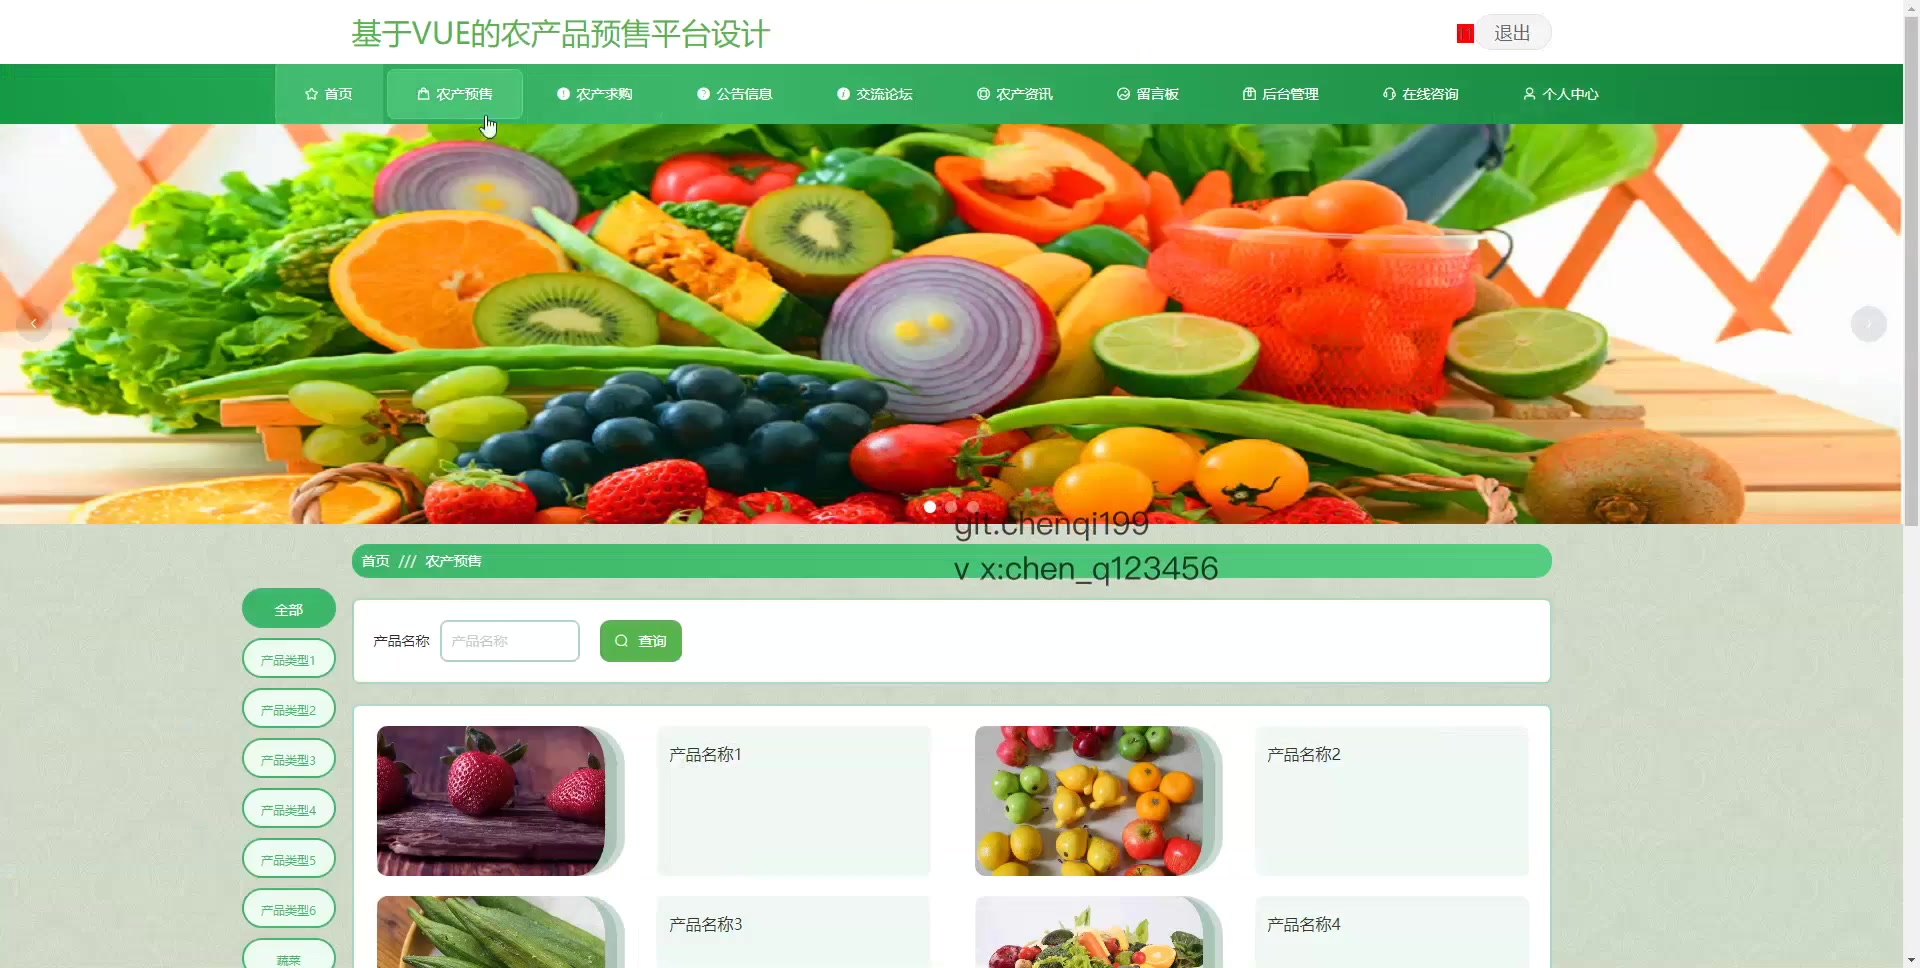 基于VUE的农产品预售平台设计
退出
首页
农产预售
农产求购
公告信息
交流论坛
农产资讯
留言板
后台管理
在线咨询
个人中心
git.chenqi199
首页 /// 农产预售
v x:chen_q123456
全部
产品类型1
产品类型2
产品类型3
产品类型4
产品类型5
产品类型6
蔬菜
产品名称
产品名称
查询
产品名称1
产品名称2
产品名称3
产品名称4